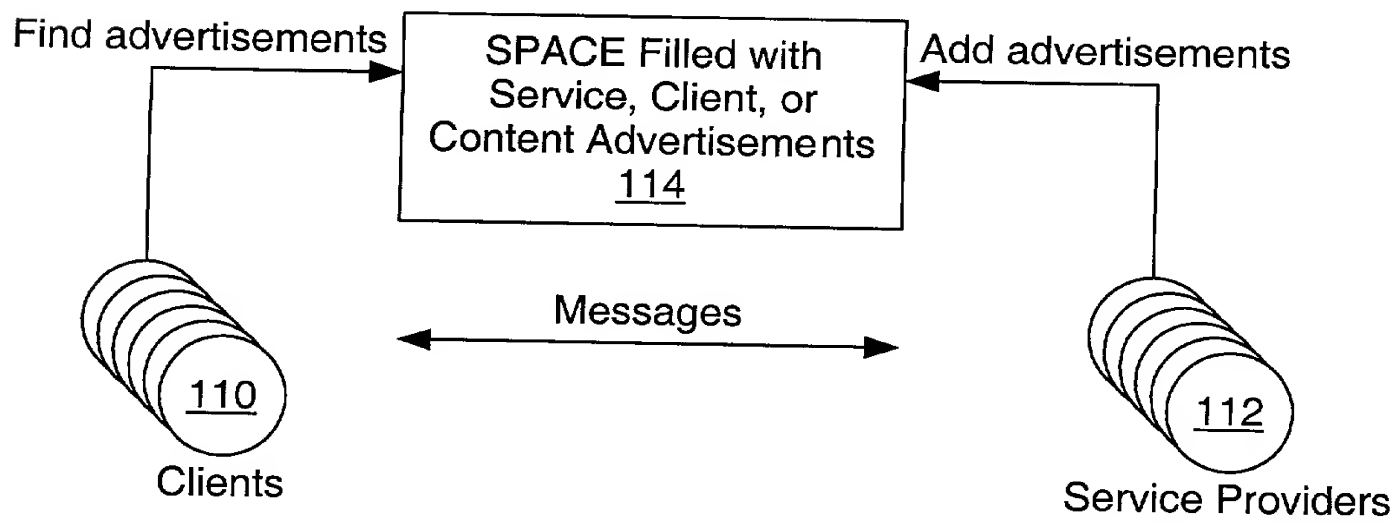 Find advertisements
SPACE Filled with
Service, Client, or
Content Advertisements
114
Add advertisements
Messages
110
Clients
112
Service Providers